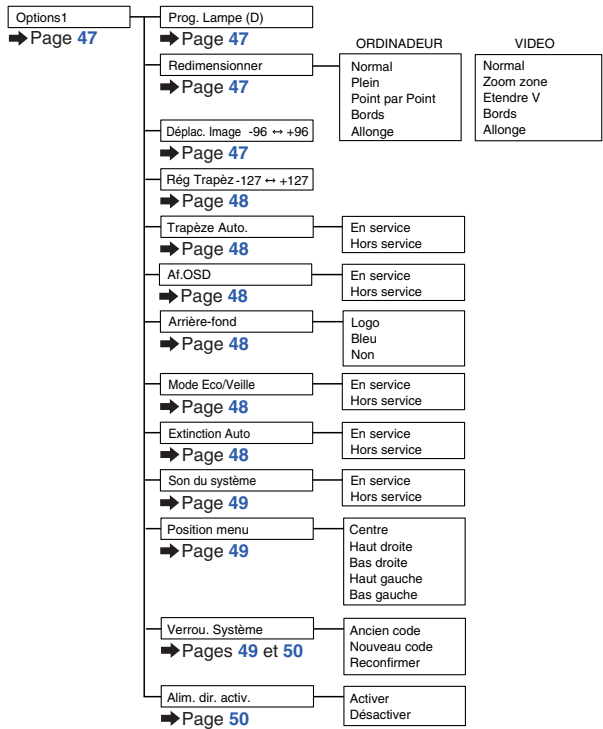 Options1
Page 47
Prog. Lampe (D)
Page 47
Redimensionner
Page 47
ORDINADEUR
Normal
Plein
Point par Point
Bords
Allonge
VIDEO
Normal
Zoom zone
Etendre V
Bords
Allonge
Déplac. Image -96 ↔ +96
Page 47
Rég Trapèz -127 ↔ +127
Page 48
Trapèze Auto.
Page 48
En service
Hors service
Af.OSD
Page 48
En service
Hors service
Arrière-fond
Page 48
Logo
Bleu
Non
Mode Eco/Veille
Page 48
En service
Hors service
Extinction Auto
Page 48
En service
Hors service
Son du système
Page 49
En service
Hors service
Position menu
Page 49
Centre
Haut droite
Bas droite
Haut gauche
Bas gauche
Verrou. Système
Pages 49 et 50
Ancien code
Nouveau code
Reconfirmer
Alim. dir. activ.
Page 50
Activer
Désactiver